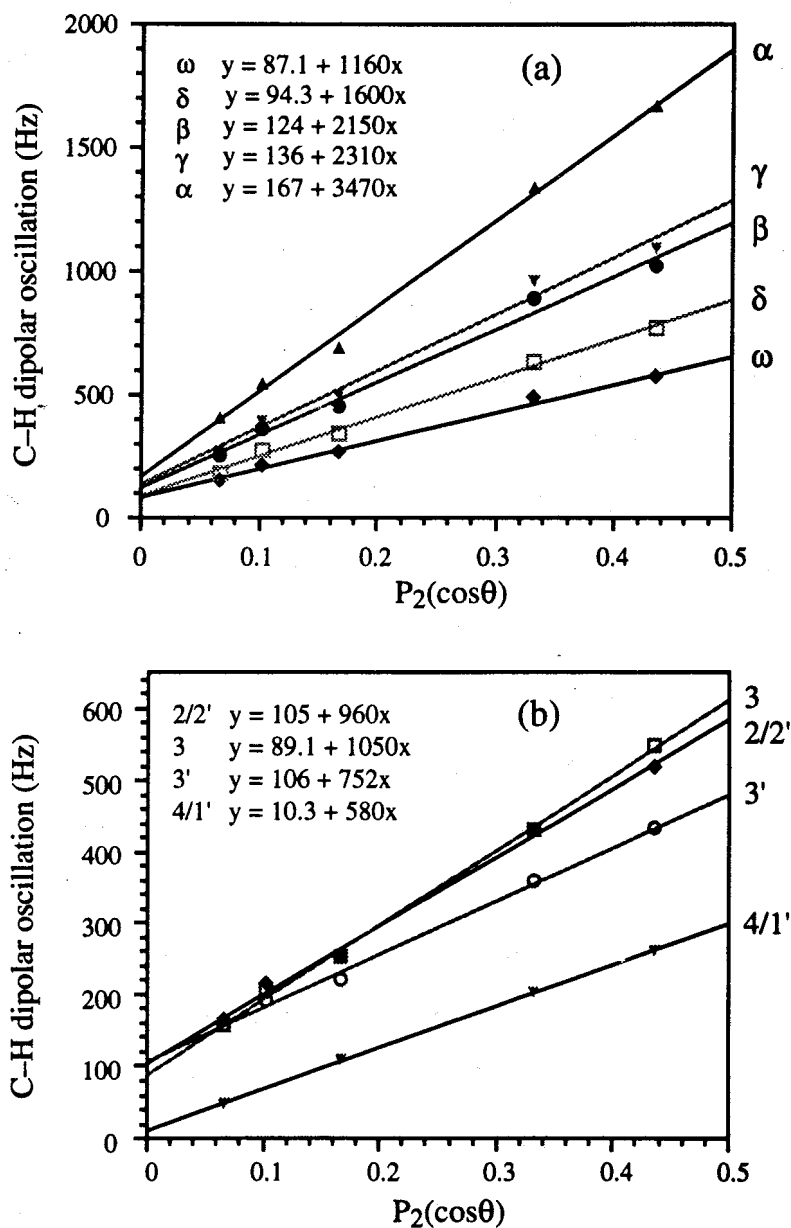 2000
1500
1000
500
0
C–H dipolar oscillation (Hz)
ω y = 87.1 + 1160x
δ y = 94.3 + 1600x
β y = 124 + 2150x
γ y = 136 + 2310x
α y = 167 + 3470x
(a)
α
γ
β
δ
ω
0 0.1 0.2 0.3 0.4 0.5
P₂(cosθ)
600
500
400
300
200
100
0
C–H dipolar oscillation (Hz)
2/2' y = 105 + 960x
3 y = 89.1 + 1050x
3' y = 106 + 752x
4/1' y = 10.3 + 580x
(b)
3
2/2'
3'
4/1'
0 0.1 0.2 0.3 0.4 0.5
P₂(cosθ)